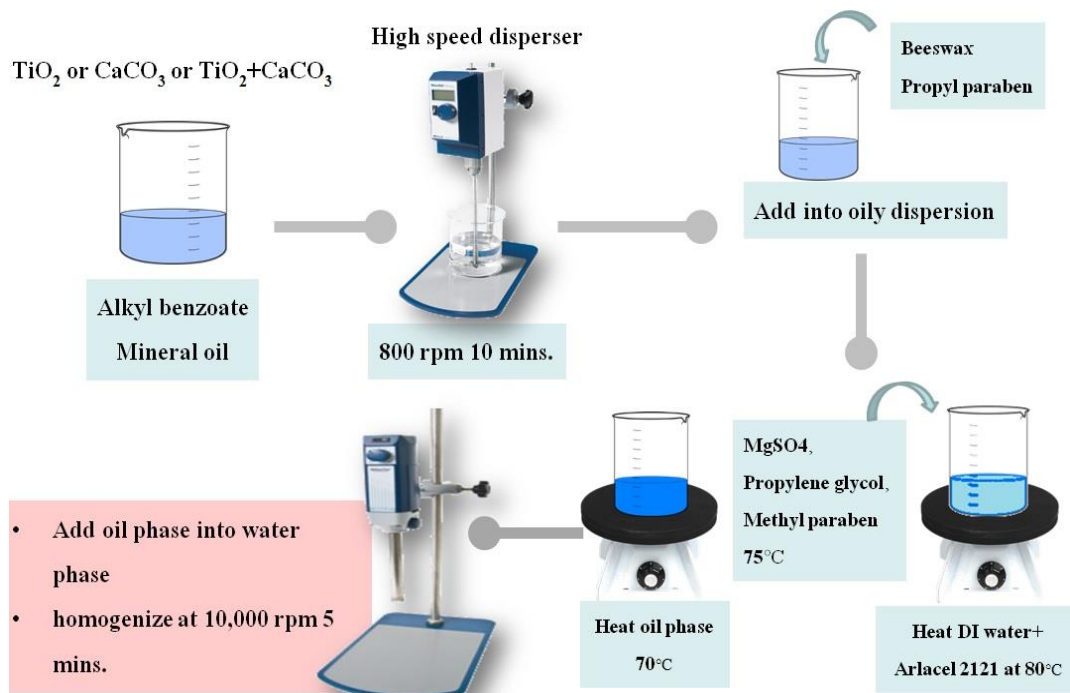 TiO₂ or CaCO₃ or TiO₂+CaCO₃
Alkyl benzoate
Mineral oil
High speed disperser
800 rpm 10 mins.
Beeswax
Propyl paraben
Add into oily dispersion
MgSO4,
Propylene glycol,
Methyl paraben
75°C
Heat DI water+
Arlacel 2121 at 80°C
Heat oil phase
70°C
• Add oil phase into water
phase
• homogenize at 10,000 rpm 5
mins.